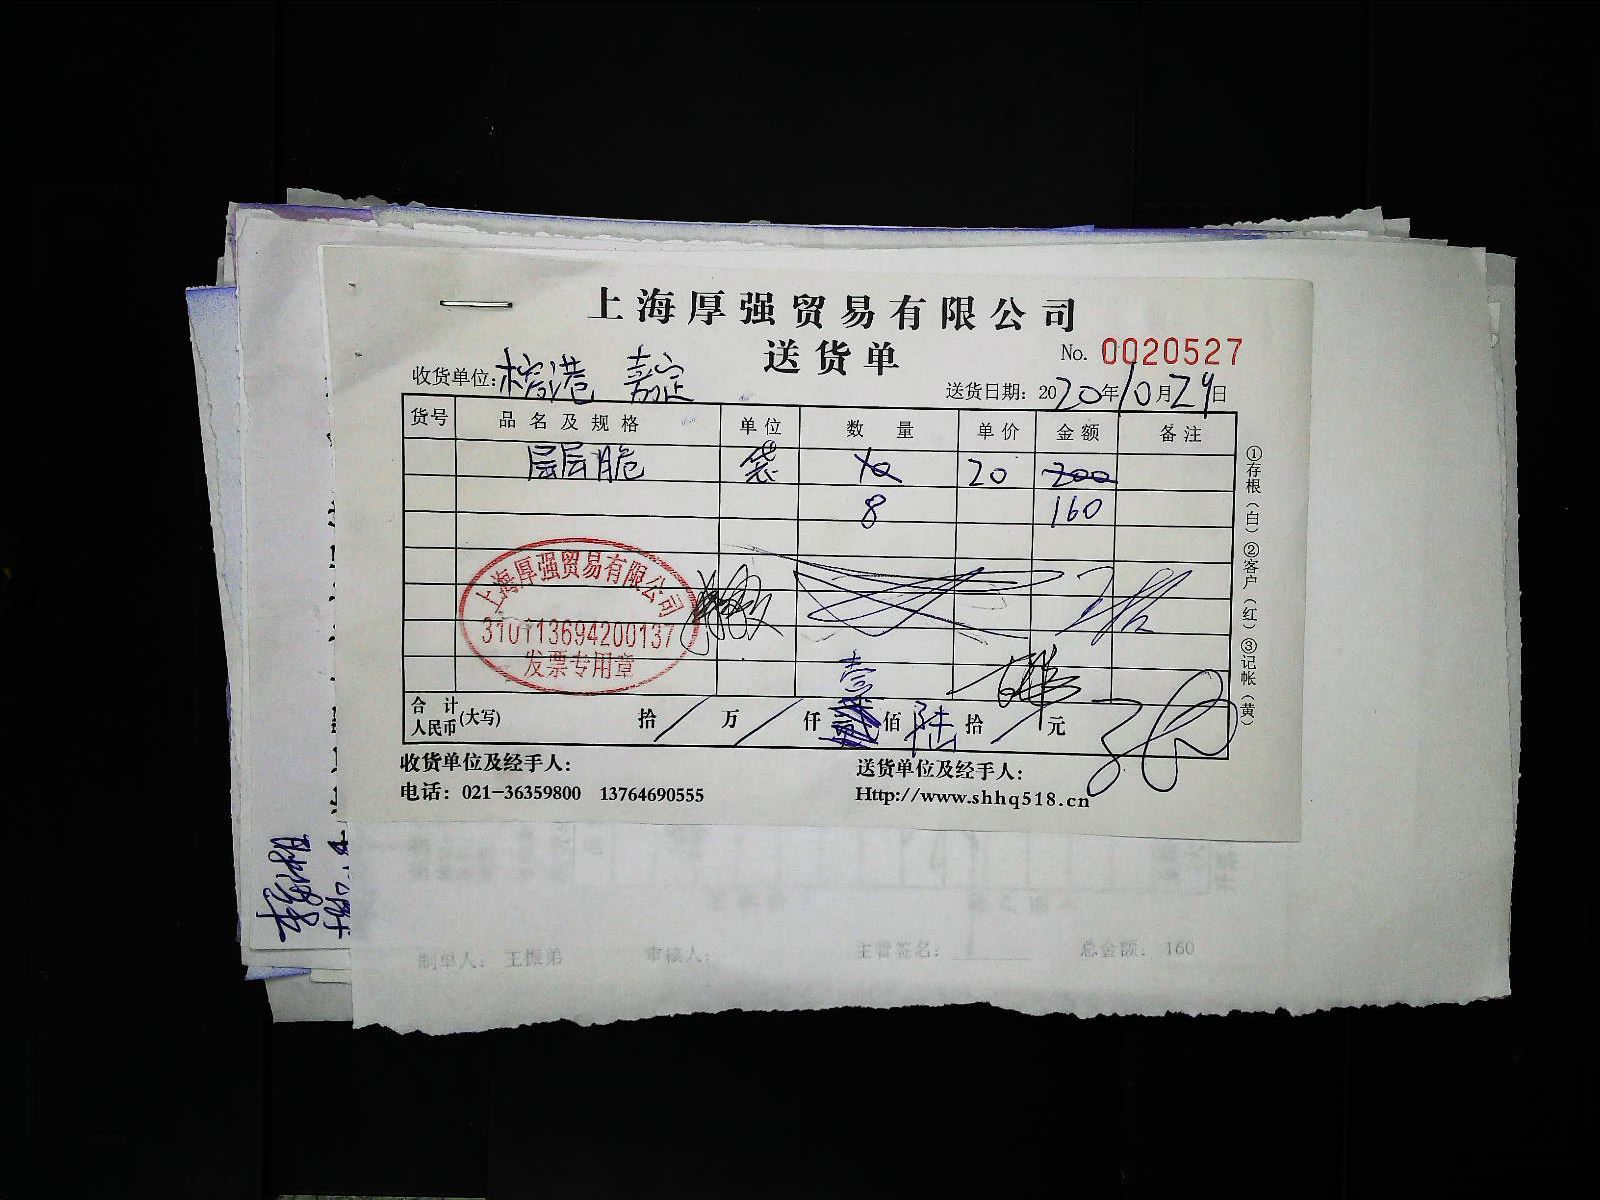 上海厚强贸易有限公司
送货单
No. 0020527
收货单位: 榕港 嘉定
送货日期: 2020年10月29日
货号 品名及规格 单位 数量 单价 金额 备注
层层脆 袋 10 20 200
8 160
上海厚强贸易有限公司
310113694200137
发票专用章
合计人民币(大写) 拾 / 万 / 仟 壹 佰 陆 拾 / 元
收货单位及经手人:
送货单位及经手人:
电话: 021-36359800 13764690555
Http://www.shhq518.cn
①存根(白)②客户(红)③记帐(黄)
制单人: 王振弟 审核人: 主管签名: 总金额: 160